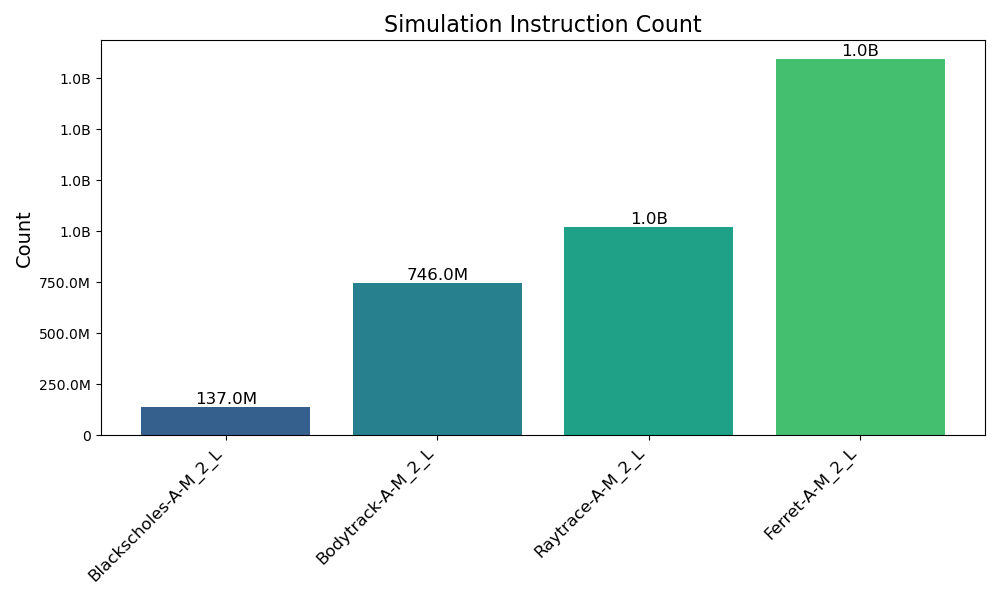 Simulation Instruction Count
Count
1.0B
1.0B
1.0B
1.0B
750.0M
500.0M
250.0M
0
137.0M
746.0M
1.0B
1.0B
Blackscholes-A-M_2_L
Bodytrack-A-M_2_L
Raytrace-A-M_2_L
Ferret-A-M_2_L